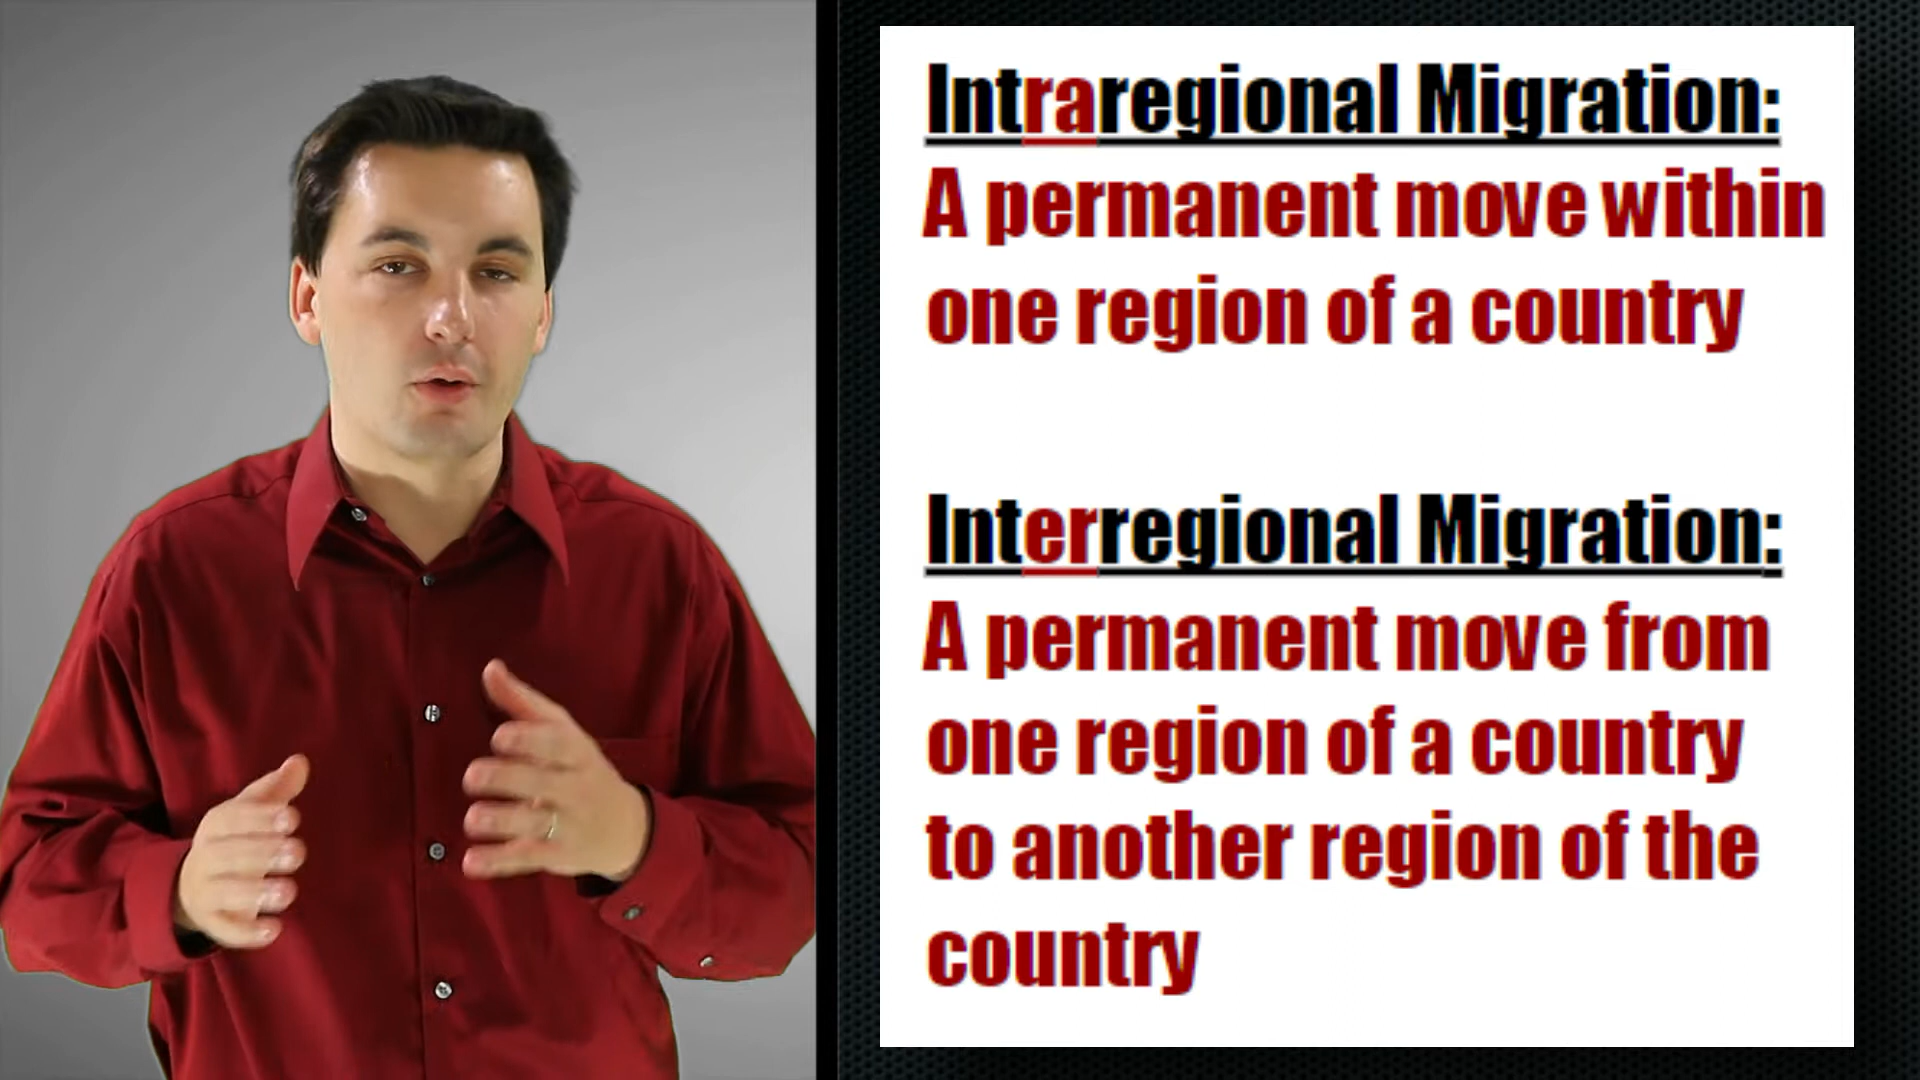 Intraregional Migration:
A permanent move within
one region of a country
Interregional Migration:
A permanent move from
one region of a country
to another region of the
country